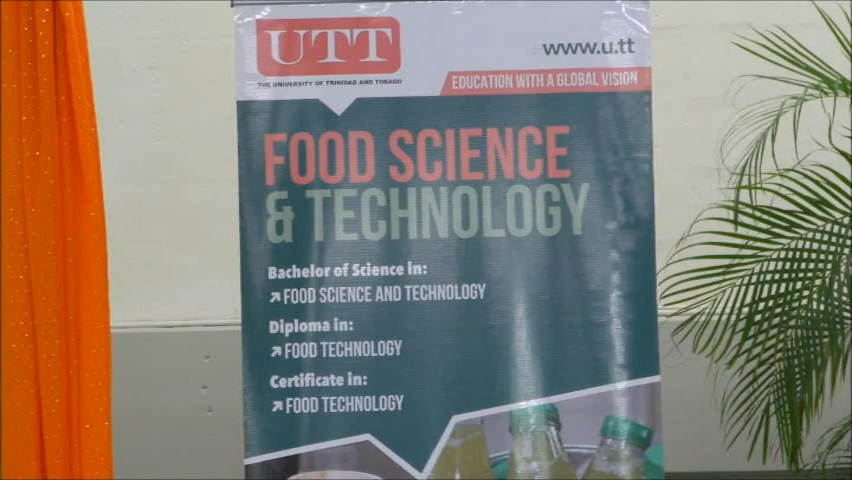 UTT
www.u.tt
THE UNIVERSITY OF TRINIDAD AND TOBAGO
EDUCATION WITH A GLOBAL VISION
FOOD SCIENCE
& TECHNOLOGY
Bachelor of Science in:
FOOD SCIENCE AND TECHNOLOGY
Diploma in:
FOOD TECHNOLOGY
Certificate in:
FOOD TECHNOLOGY